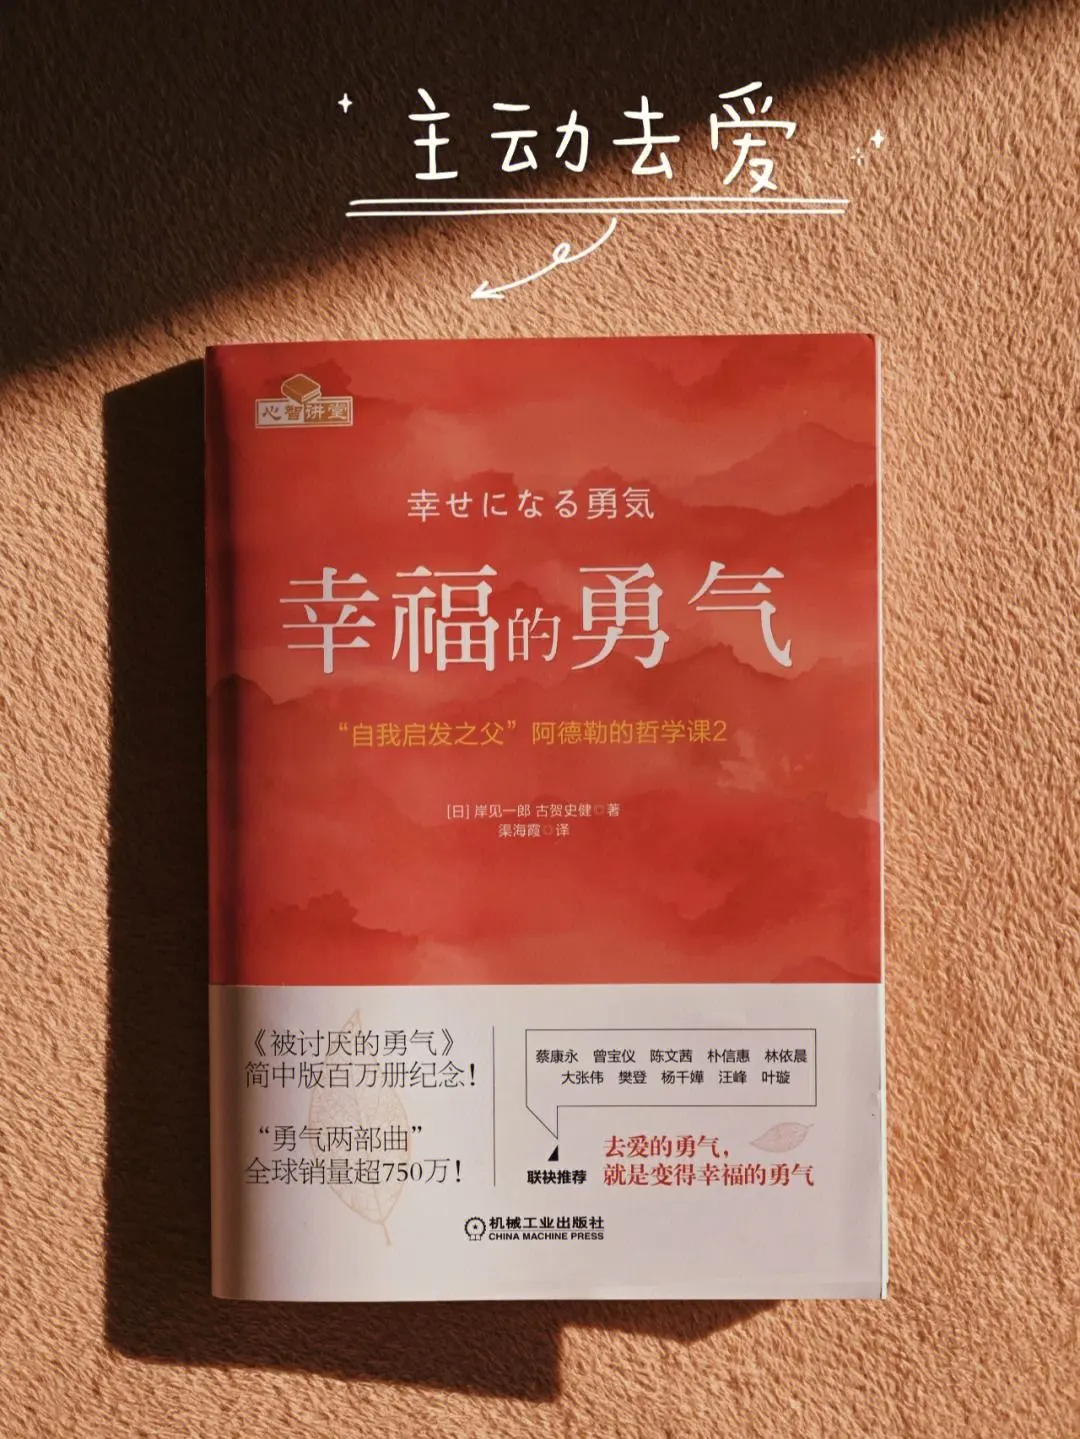 主动去爱
心智讲堂
幸せになる勇気
幸福的勇气
“自我启发之父”阿德勒的哲学课2
[日] 岸见一郎 古贺史健◎著
渠海霞◎译
《被讨厌的勇气》
简中版百万册纪念！
“勇气两部曲”
全球销量超750万！
蔡康永 曾宝仪 陈文茜 朴信惠 林依晨
大张伟 樊登 杨千嬅 汪峰 叶璇
联袂推荐
去爱的勇气，
就是变得幸福的勇气
机械工业出版社
CHINA MACHINE PRESS